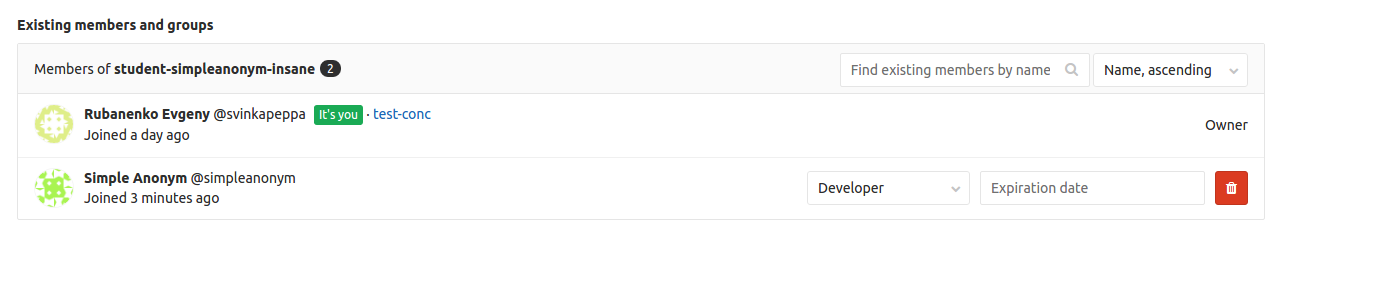 Existing members and groups
Members of student-simpleanonym-insane 2
Find existing members by name
Name, ascending
Rubanenko Evgeny @svinkapeppa It's you · test-conc
Joined a day ago
Owner
Simple Anonym @simpleanonym
Joined 3 minutes ago
Developer
Expiration date